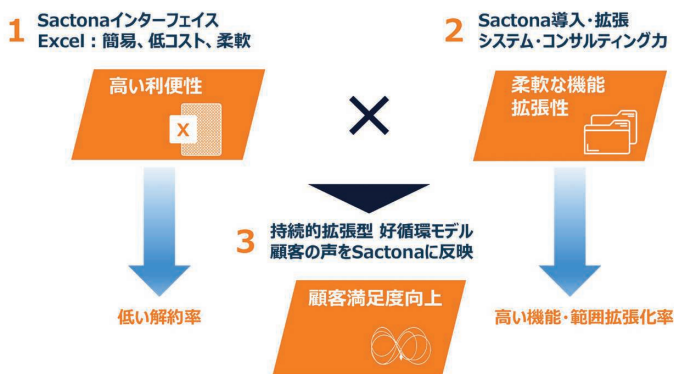 1
Sactonaインターフェイス
Excel：簡易、低コスト、柔軟
高い利便性
X
低い解約率
2
Sactona導入・拡張
システム・コンサルティング力
柔軟な機能
拡張性
高い機能・範囲拡張化率
3
持続的拡張型 好循環モデル
顧客の声をSactonaに反映
顧客満足度向上